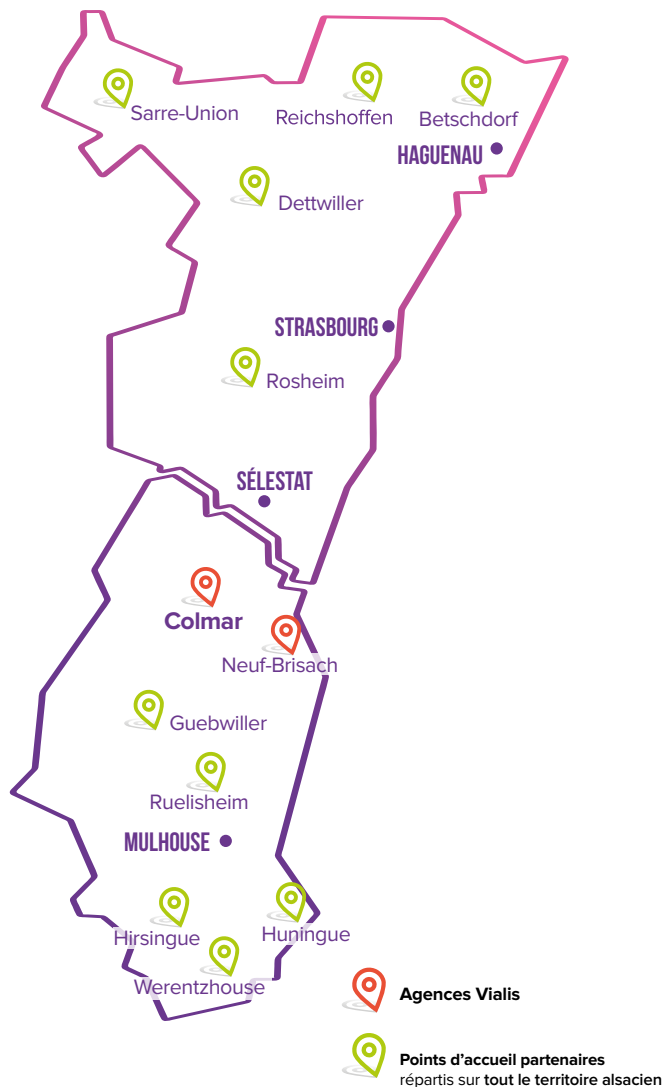 Sarre-Union
Reichshoffen
Betschdorf
HAGUENAU
Dettwiller
STRASBOURG
Rosheim
SÉLESTAT
Colmar
Neuf-Brisach
Guebwiller
Ruelisheim
MULHOUSE
Hirsingue
Huningue
Werentzhouse
Agences Vialis
Points d'accueil partenaires
répartis sur tout le territoire alsacien